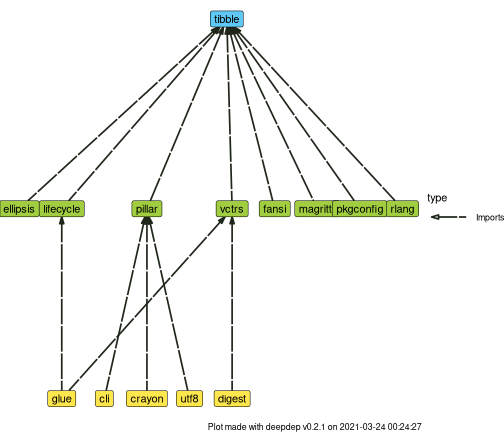 tibble
ellipsis lifecycle pillar vctrs fansi magritt pkgconfig rlang
type
Imports
glue cli crayon utf8 digest
Plot made with deepdep v0.2.1 on 2021-03-24 00:24:27